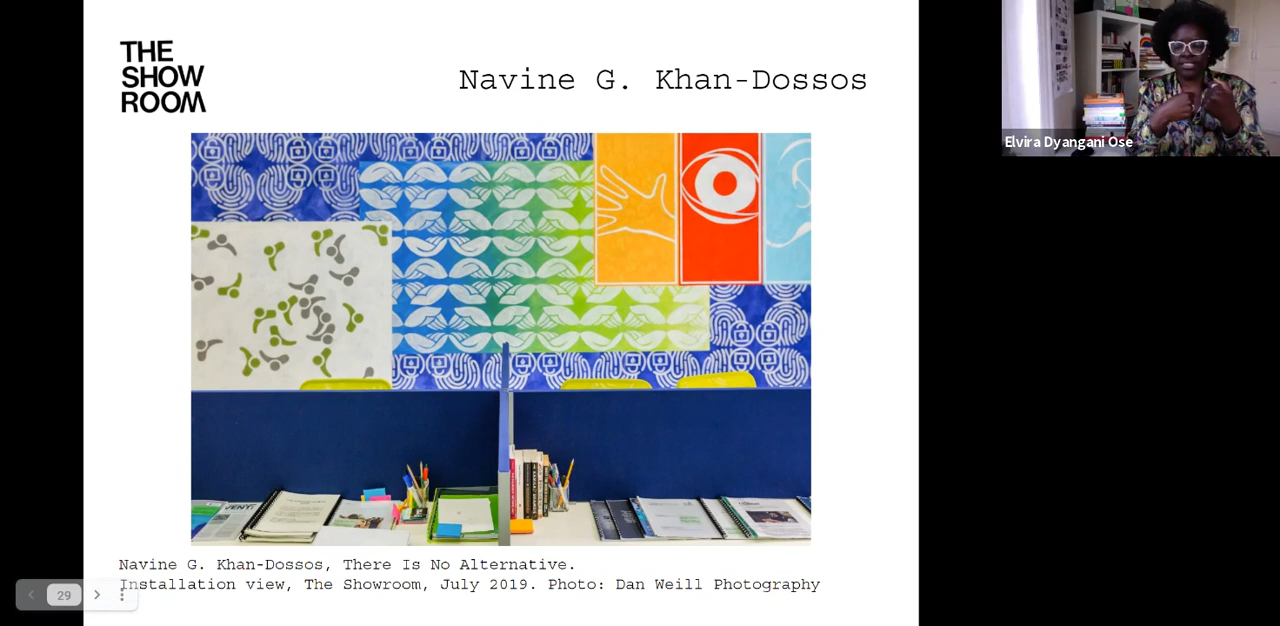 THE
SHOW
ROOM
Navine G. Khan-Dossos
Elvira Dyangani Ose
Navine G. Khan-Dossos, There Is No Alternative.
Installation view, The Showroom, July 2019. Photo: Dan Weill Photography
29